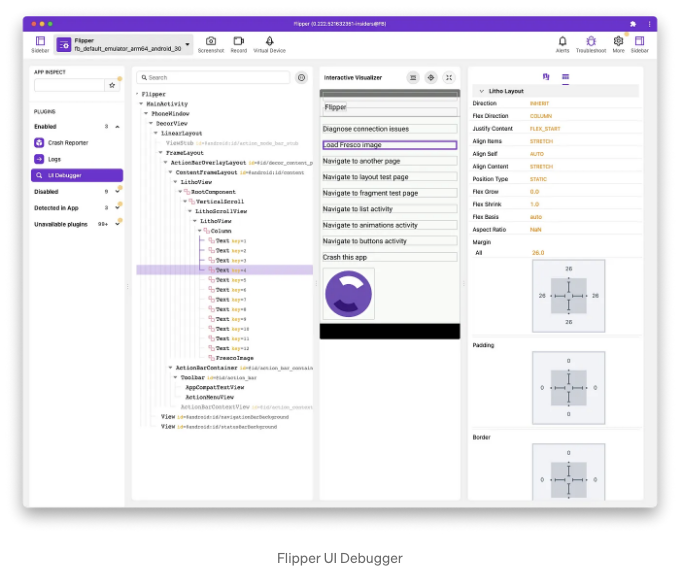 Flipper (0.222.521632361-insiders@FB)
Sidebar
Flipper
fb_default_emulator_arm64_android_30
Screenshot
Record
Virtual Device
Alerts
Troubleshoot
More
Sidebar
APP INSPECT
PLUGINS
Enabled 3
Crash Reporter
Logs
UI Debugger
Disabled 9
Detected in App 3
Unavailable plugins 99+
Search
Flipper
MainActivity
PhoneWindow
DecorView
LinearLayout
ViewStub id=@android:id/action_mode_bar_stub
FrameLayout
ActionBarOverlayLayout id=@id/decor_content_p
ContentFrameLayout id=@android:id/content
LithoView
RootComponent
VerticalScroll
LithoScrollView
LithoView
Column
Text key=1
Text key=2
Text key=3
Text key=4
Text key=5
Text key=6
Text key=7
Text key=8
Text key=9
Text key=10
Text key=11
Text key=12
FrescoImage
ActionBarContainer id=@id/action_bar_contain
Toolbar id=@id/action_bar
AppCompatTextView
ActionMenuView
ActionBarContextView id=@id/action_context
View id=@android:id/navigationBarBackground
View id=@android:id/statusBarBackground
Interactive Visualizer
Flipper
Diagnose connection issues
Load Fresco image
Navigate to another page
Navigate to layout test page
Navigate to fragment test page
Navigate to list activity
Navigate to animations activity
Navigate to buttons activity
Crash this app
Litho Layout
Direction INHERIT
Flex Direction COLUMN
Justify Content FLEX_START
Align Items STRETCH
Align Self AUTO
Align Content STRETCH
Position Type STATIC
Flex Grow 0.0
Flex Shrink 1.0
Flex Basis auto
Aspect Ratio NaN
Margin
All 26.0
26
26 26
26
Padding
0
0 0
0
Border
0
0 0
Flipper UI Debugger